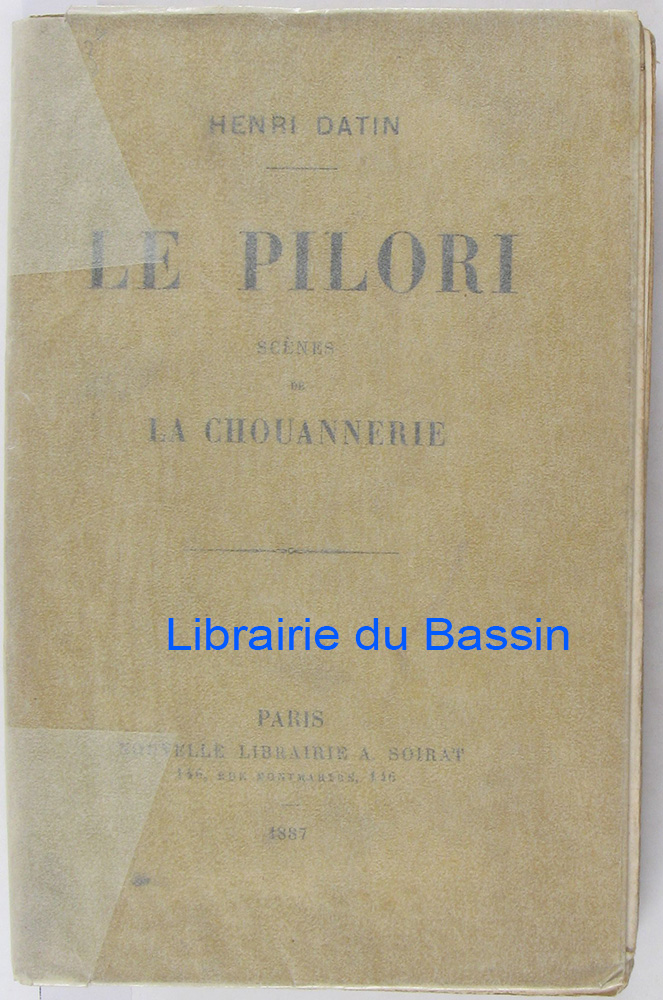 HENRI DATIN
LE PILORI
SCÈNES
DE
LA CHOUANNERIE
Librairie du Bassin
PARIS
NOUVELLE LIBRAIRIE A. SOIRAT
146, RUE MONTMARTRE, 146
1887